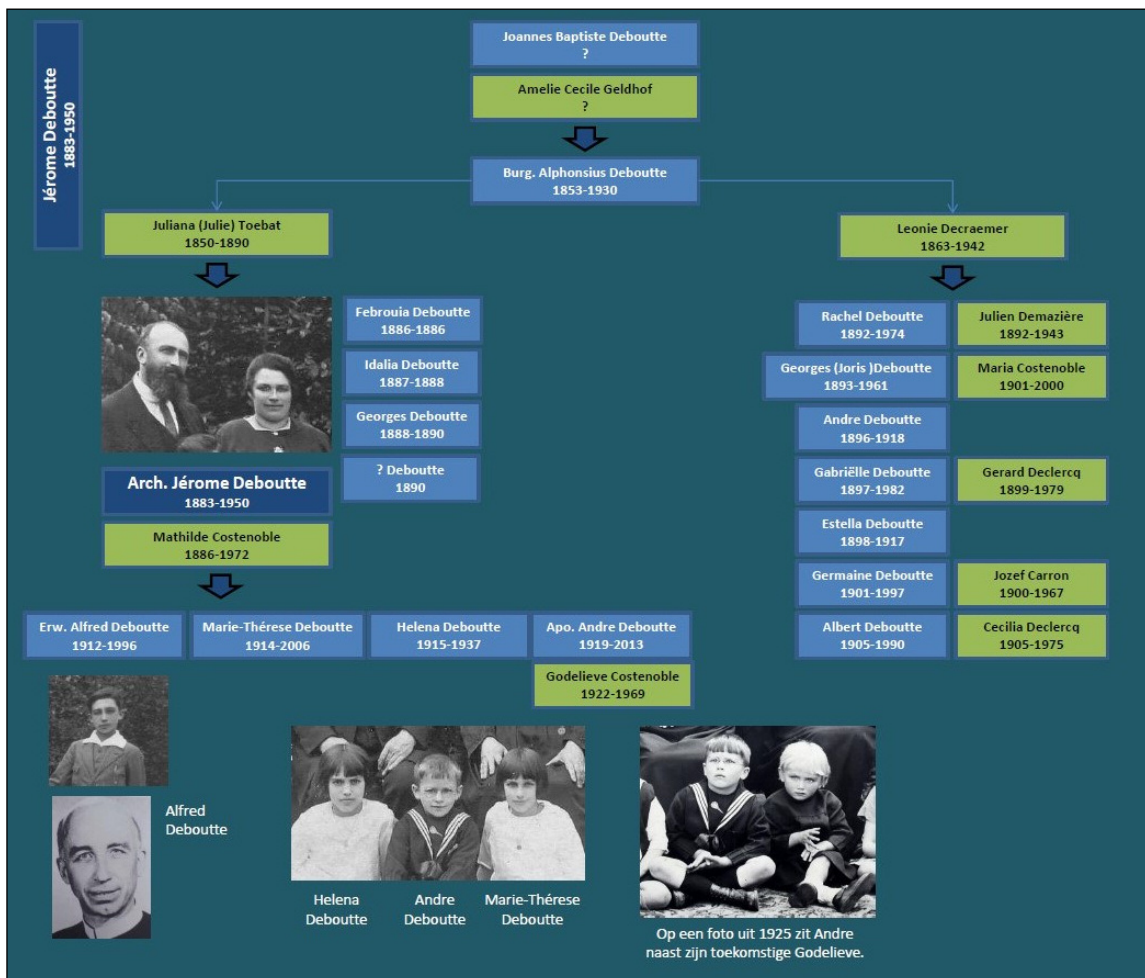 Jérome Deboutte
1883-1950
Joannes Baptiste Deboutte
?
Amelie Cecile Geldhof
?
Burg. Alphonsius Deboutte
1853-1930
Juliana (Julie) Toebat
1850-1890
Leonie Decraemer
1863-1942
Februia Deboutte
1886-1886
Idalia Deboutte
1887-1888
Georges Deboutte
1888-1890
? Deboutte
1890
Arch. Jérome Deboutte
1883-1950
Mathilde Costenoble
1886-1972
Rachel Deboutte
1892-1974
Julien Demazière
1892-1943
Georges (Joris )Deboutte
1893-1961
Maria Costenoble
1901-2000
Andre Deboutte
1896-1918
Gabriëlle Deboutte
1897-1982
Gerard Declercq
1899-1979
Estella Deboutte
1898-1917
Germaine Deboutte
1901-1997
Jozef Carron
1900-1967
Albert Deboutte
1905-1990
Cecilia Declercq
1905-1975
Erw. Alfred Deboutte
1912-1996
Marie-Thérese Deboutte
1914-2006
Helena Deboutte
1915-1937
Apo. Andre Deboutte
1919-2013
Godelieve Costenoble
1922-1969
Alfred
Deboutte
Helena
Deboutte
Andre
Deboutte
Marie-Thérese
Deboutte
Op een foto uit 1925 zit Andre
naast zijn toekomstige Godelieve.